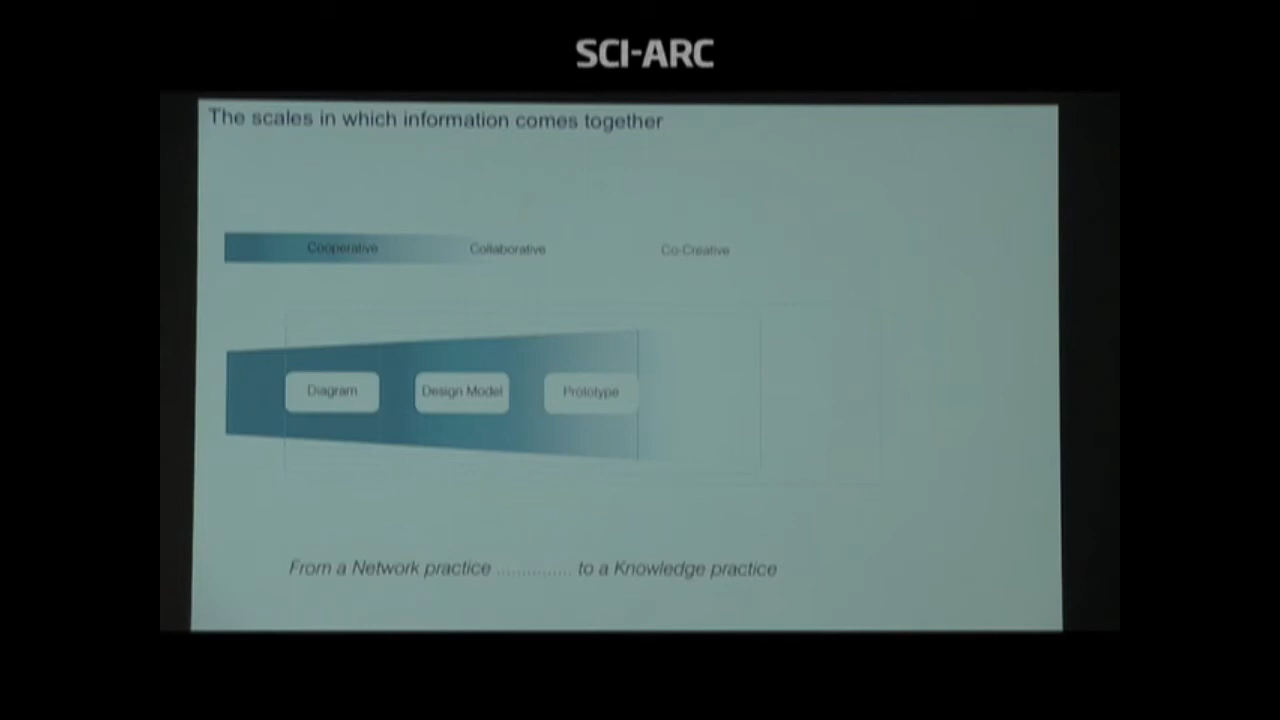 SCI-ARC
The scales in which information comes together
Cooperative Collaborative Co-Creative
Diagram Design Model Prototype
From a Network practice .............. to a Knowledge practice